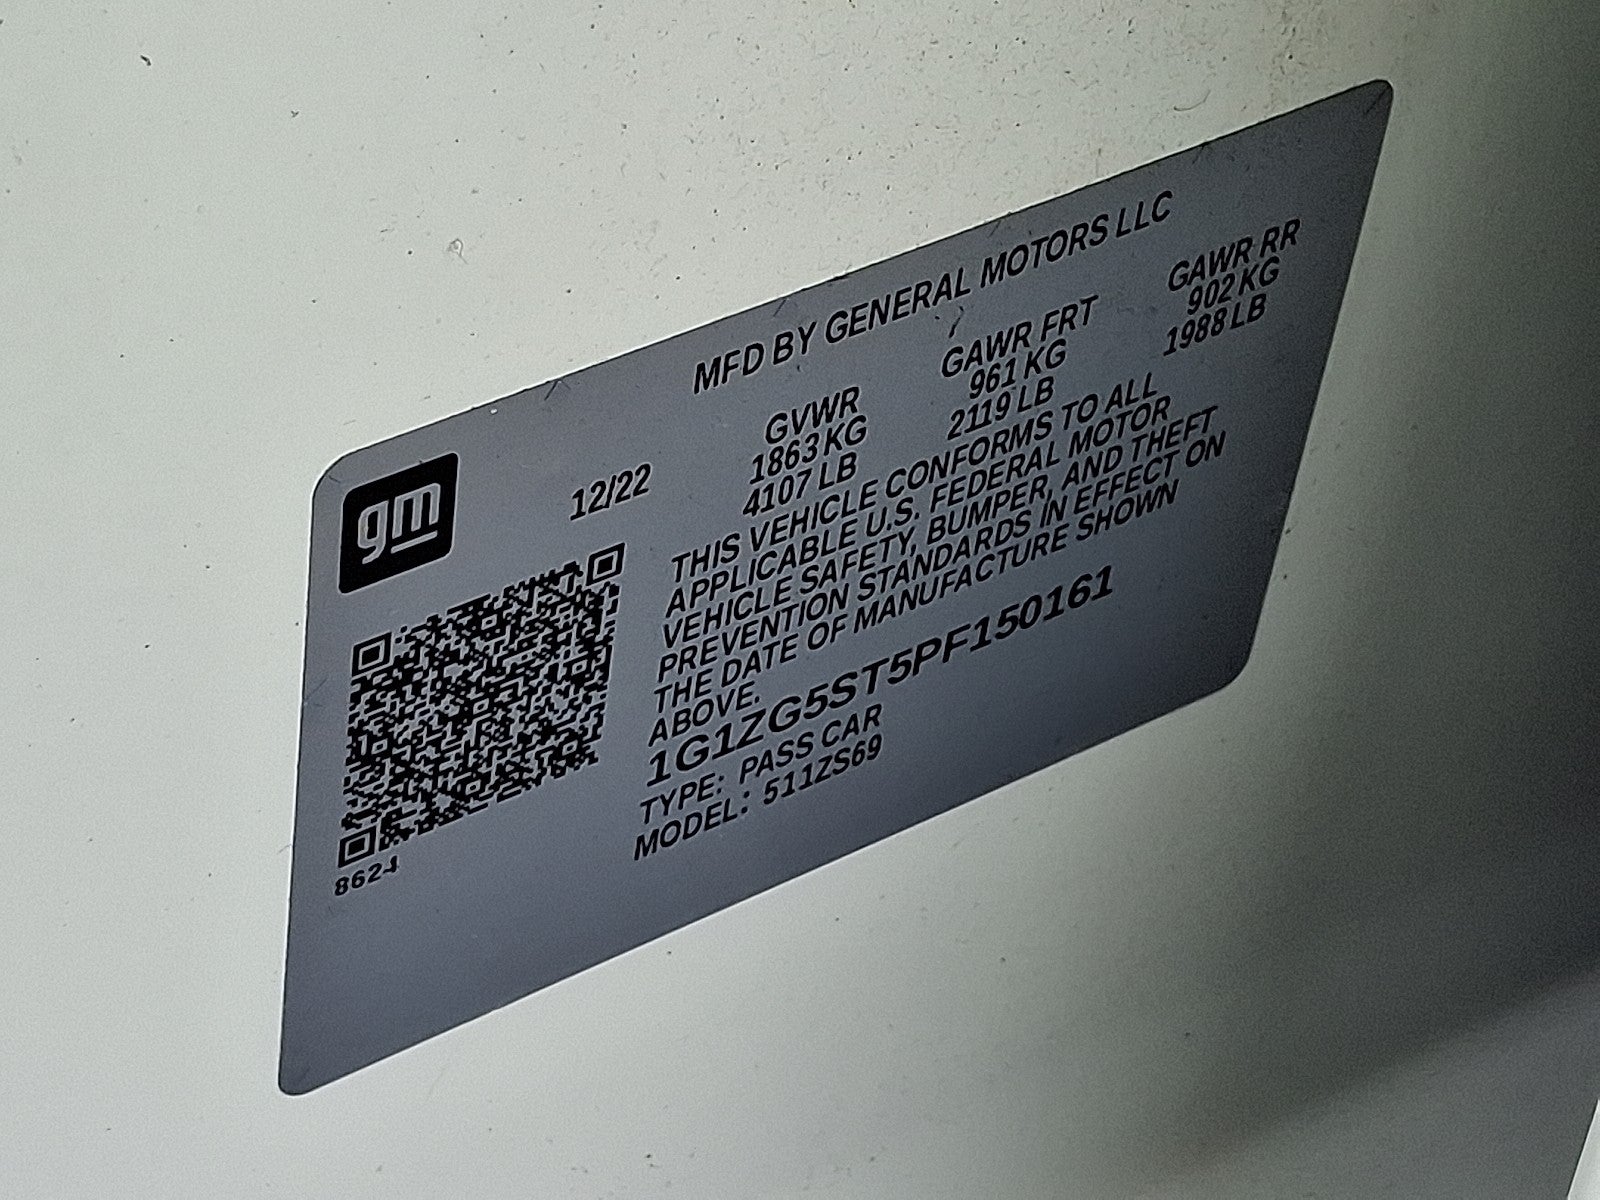 gm
12/22
MFD BY GENERAL MOTORS LLC
GVWR GAWR FRT GAWR RR
1863 KG 961 KG 902 KG
4107 LB 2119 LB 1988 LB
THIS VEHICLE CONFORMS TO ALL
APPLICABLE U.S. FEDERAL MOTOR
VEHICLE SAFETY, BUMPER, AND THEFT
PREVENTION STANDARDS IN EFFECT ON
THE DATE OF MANUFACTURE SHOWN
ABOVE.
1G1ZG5ST5PF150161
TYPE: PASS CAR
MODEL: 511ZS69
8624